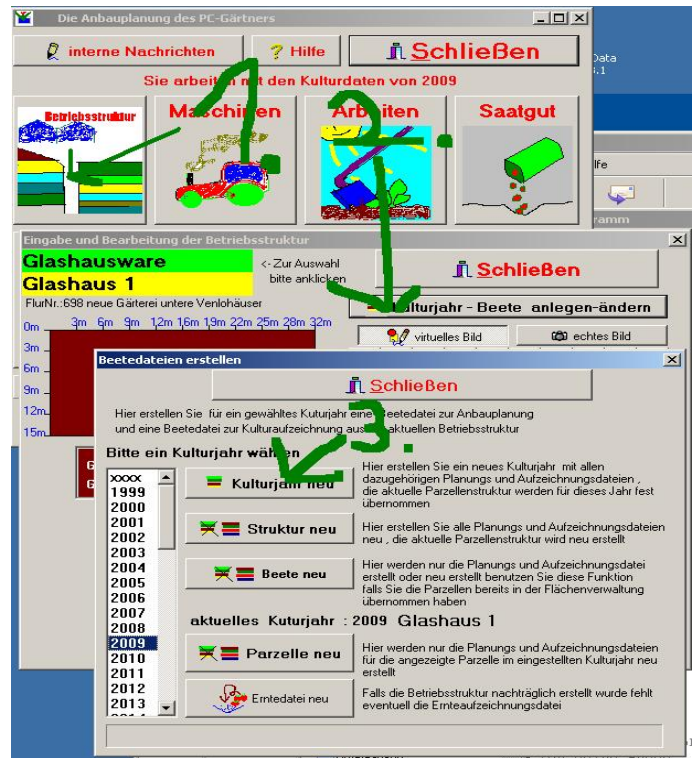 Die Anbauplanung des PC-Gärtners
interne Nachrichten
? Hilfe
Schließen
Data
Sie arbeiten mit den Kulturdaten von 2009
Betriebsstruktur
Maschinen
Arbeiten
Saatgut
1.
2.
Eingabe und Bearbeitung der Betriebsstruktur
Glashausware
Glashaus 1
<- Zur Auswahl
bitte anklicken
Schließen
FlurNr.:698 neue Gärterei untere Venlohäuser
Kulturjahr - Beete anlegen-ändern
0m 3m 6m 9m 12m 16m 19m 22m 25m 28m 32m
virtuelles Bild
echtes Bild
3m
6m
9m
12m
15m
Beetedateien erstellen
Schließen
Hier erstellen Sie für ein gewähltes Kuturjahr eine Beetedatei zur Anbauplanung
und eine Beetedatei zur Kulturaufzeichnung aus der aktuellen Betriebsstruktur
3.
Bitte ein Kulturjahr wählen
xxxx
1999
2000
2001
2002
2003
2004
2005
2006
2007
2008
2009
2010
2011
2012
2013
Kulturjahr neu
Hier erstellen Sie ein neues Kulturjahr mit allen
dazugehörigen Planungs und Aufzeichnungsdateien ,
die aktuelle Parzellenstruktur werden für dieses Jahr fest
übernommen
Struktur neu
Hier erstellen Sie alle Planungs und Aufzeichnungsdateien
neu , die aktuelle Parzellenstruktur wird neu erstellt
Beete neu
Hier werden nur die Planungs und Aufzeichnungsdatei
erstellt oder neu erstellt benutzen Sie diese Funktion
falls Sie die Parzellen bereits in der Flächenverwaltung
übernommen haben
aktuelles Kuturjahr : 2009 Glashaus 1
Parzelle neu
Hier werden nur die Planungs und Aufzeichnungsdateien
für die angezeigte Parzelle im eingestellten Kulturjahr neu
erstellt
Erntedatei neu
Falls die Betriebsstruktur nachträglich erstellt wurde fehlt
eventuell die Ernteaufzeichnungsdatei